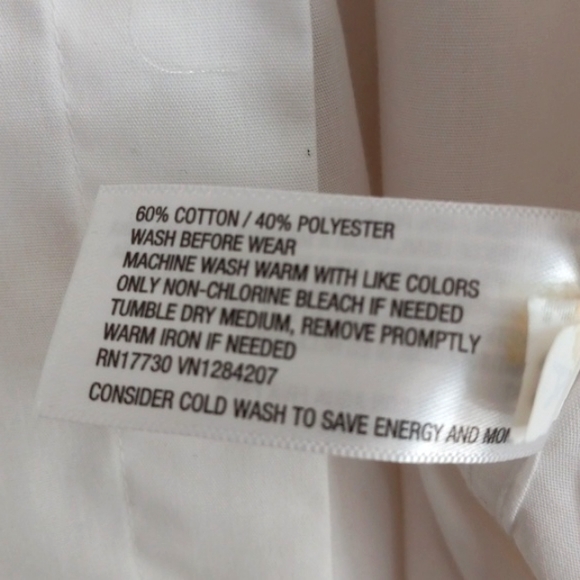 60% COTTON / 40% POLYESTER
WASH BEFORE WEAR
MACHINE WASH WARM WITH LIKE COLORS
ONLY NON-CHLORINE BLEACH IF NEEDED
TUMBLE DRY MEDIUM, REMOVE PROMPTLY
WARM IRON IF NEEDED
RN17730 VN1284207
CONSIDER COLD WASH TO SAVE ENERGY AND